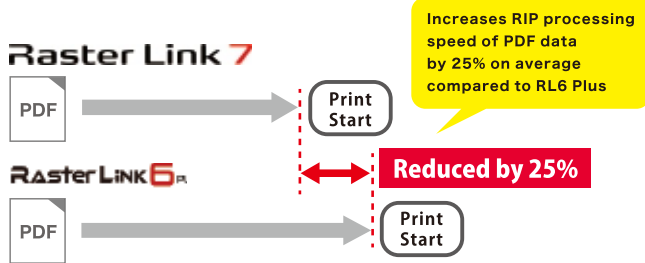 Increases RIP processing
speed of PDF data
by 25% on average
compared to RL6 Plus
Raster Link 7
PDF
Print
Start
Reduced by 25%
RASTER LINK 6
PDF
Print
Start